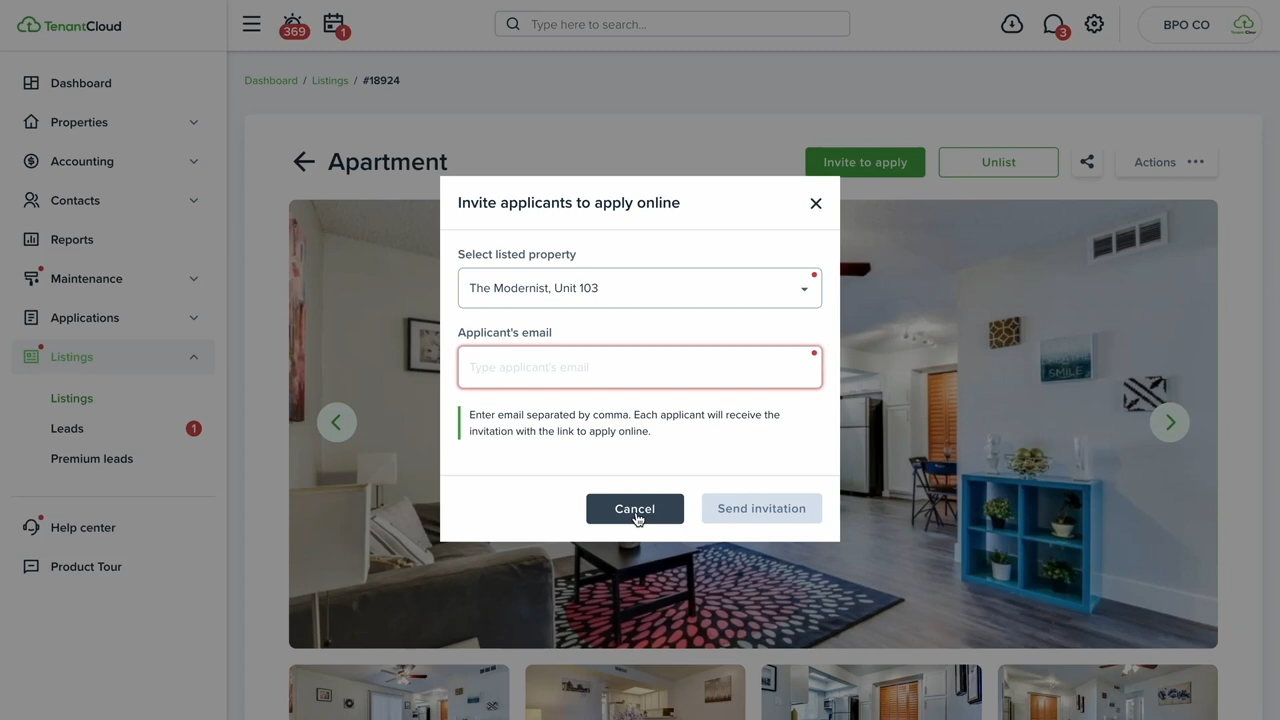 TenantCloud
369
1
Type here to search...
3
BPO CO
Dashboard
Properties
Accounting
Contacts
Reports
Maintenance
Applications
Listings
Listings
Leads
1
Premium leads
Help center
Product Tour
Dashboard / Listings / #18924
Apartment
Invite to apply
Unlist
Actions
Invite applicants to apply online
Select listed property
The Modernist, Unit 103
Applicant's email
Type applicant's email
Enter email separated by comma. Each applicant will receive the
invitation with the link to apply online.
Cancel
Send invitation
SMILE